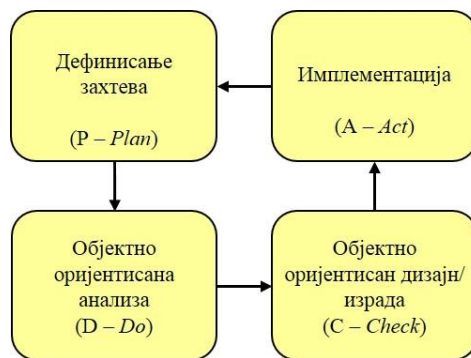 Дефинисање
захтева
(P – Plan)
Имплементација
(A – Act)
Објектно
оријентисана
анализа
(D – Do)
Објектно
оријентисан дизајн/
израда
(C – Check)